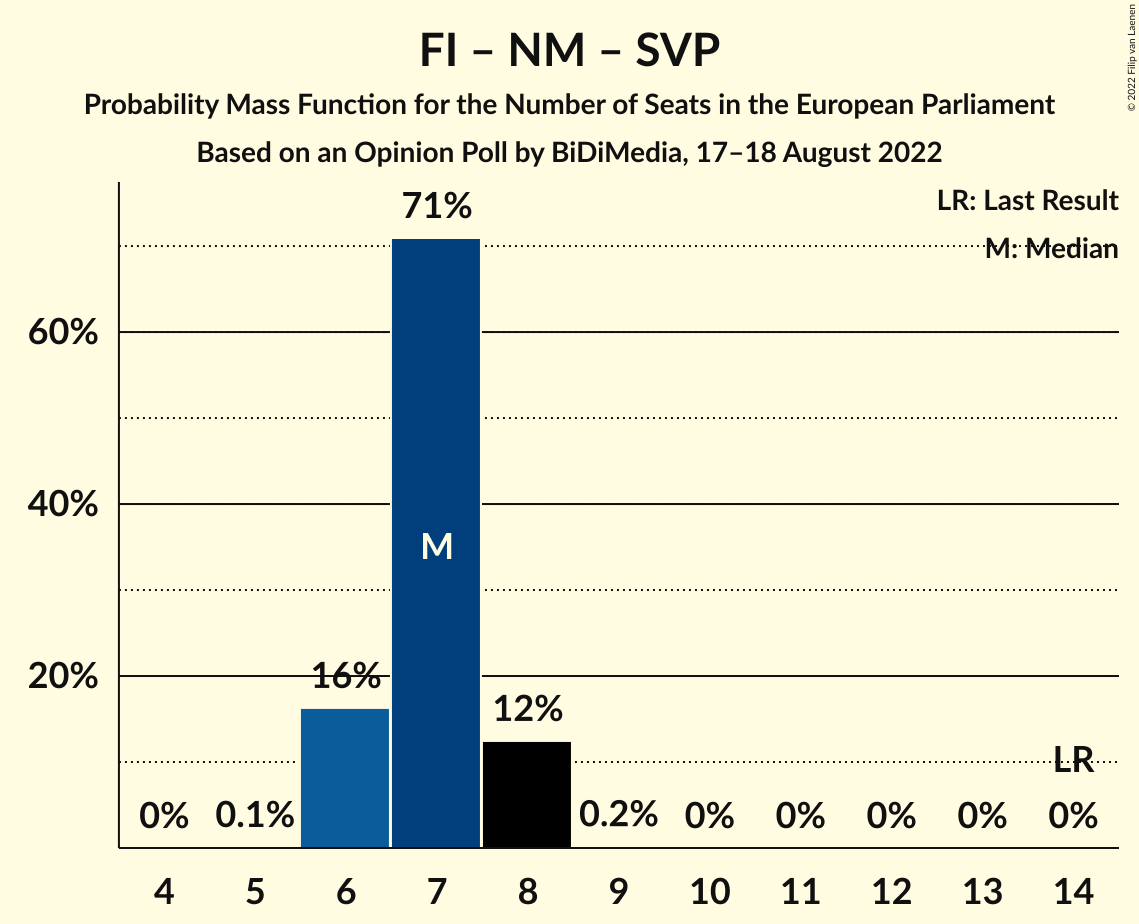 FI – NM – SVP
Probability Mass Function for the Number of Seats in the European Parliament
Based on an Opinion Poll by BiDiMedia, 17–18 August 2022
© 2022 Filip van Laenen
LR: Last Result
M: Median
71%
60%
40%
M
20%
16%
12%
LR
0% 0.1% 0.2% 0% 0% 0% 0% 0%
4 5 6 7 8 9 10 11 12 13 14